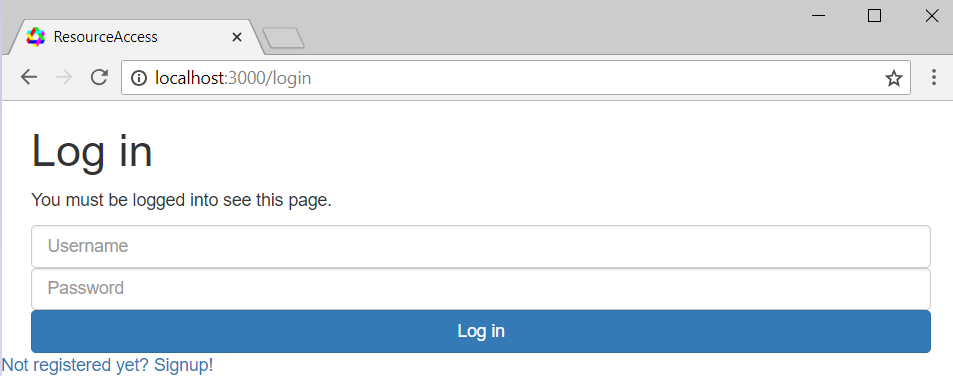 ResourceAccess
localhost:3000/login
Log in
You must be logged into see this page.
Username
Password
Log in
Not registered yet? Signup!